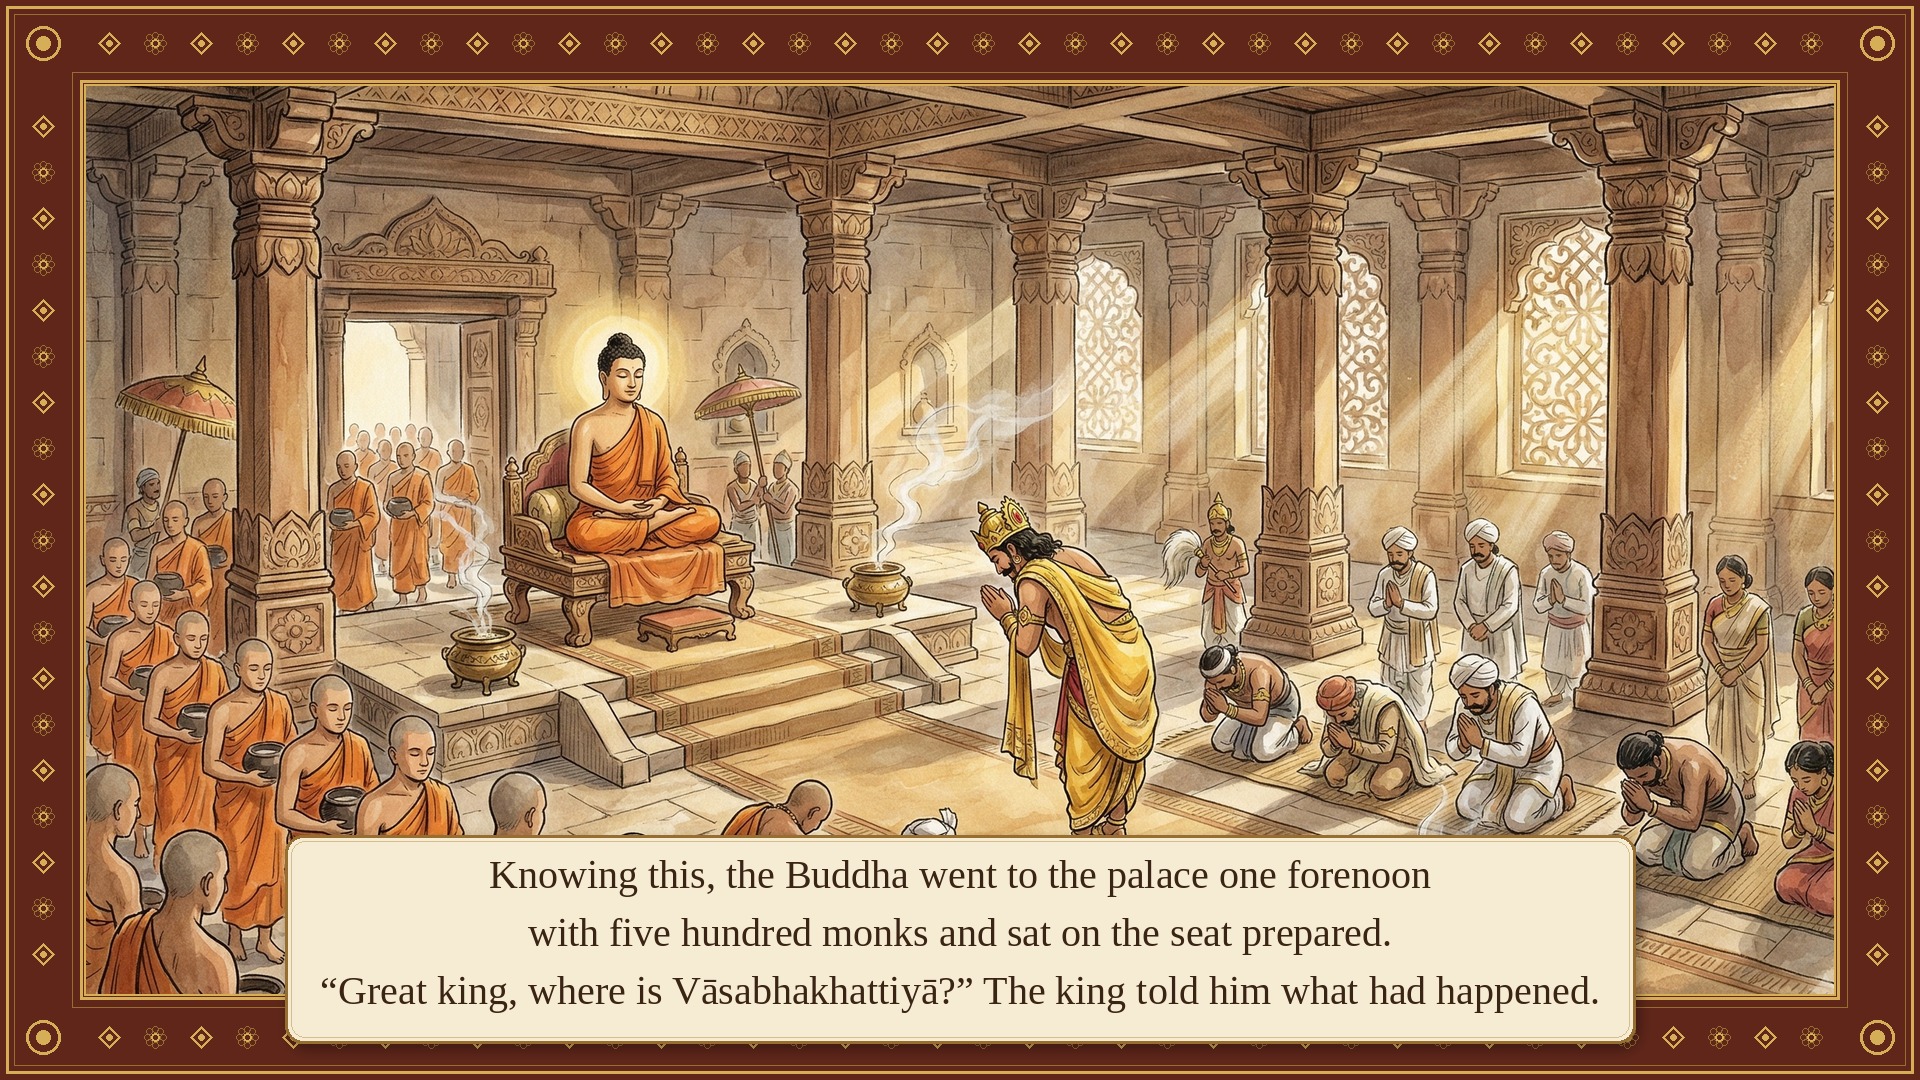 Knowing this, the Buddha went to the palace one forenoon
with five hundred monks and sat on the seat prepared.
“Great king, where is Vāsabhakhattiyā?” The king told him what had happened.